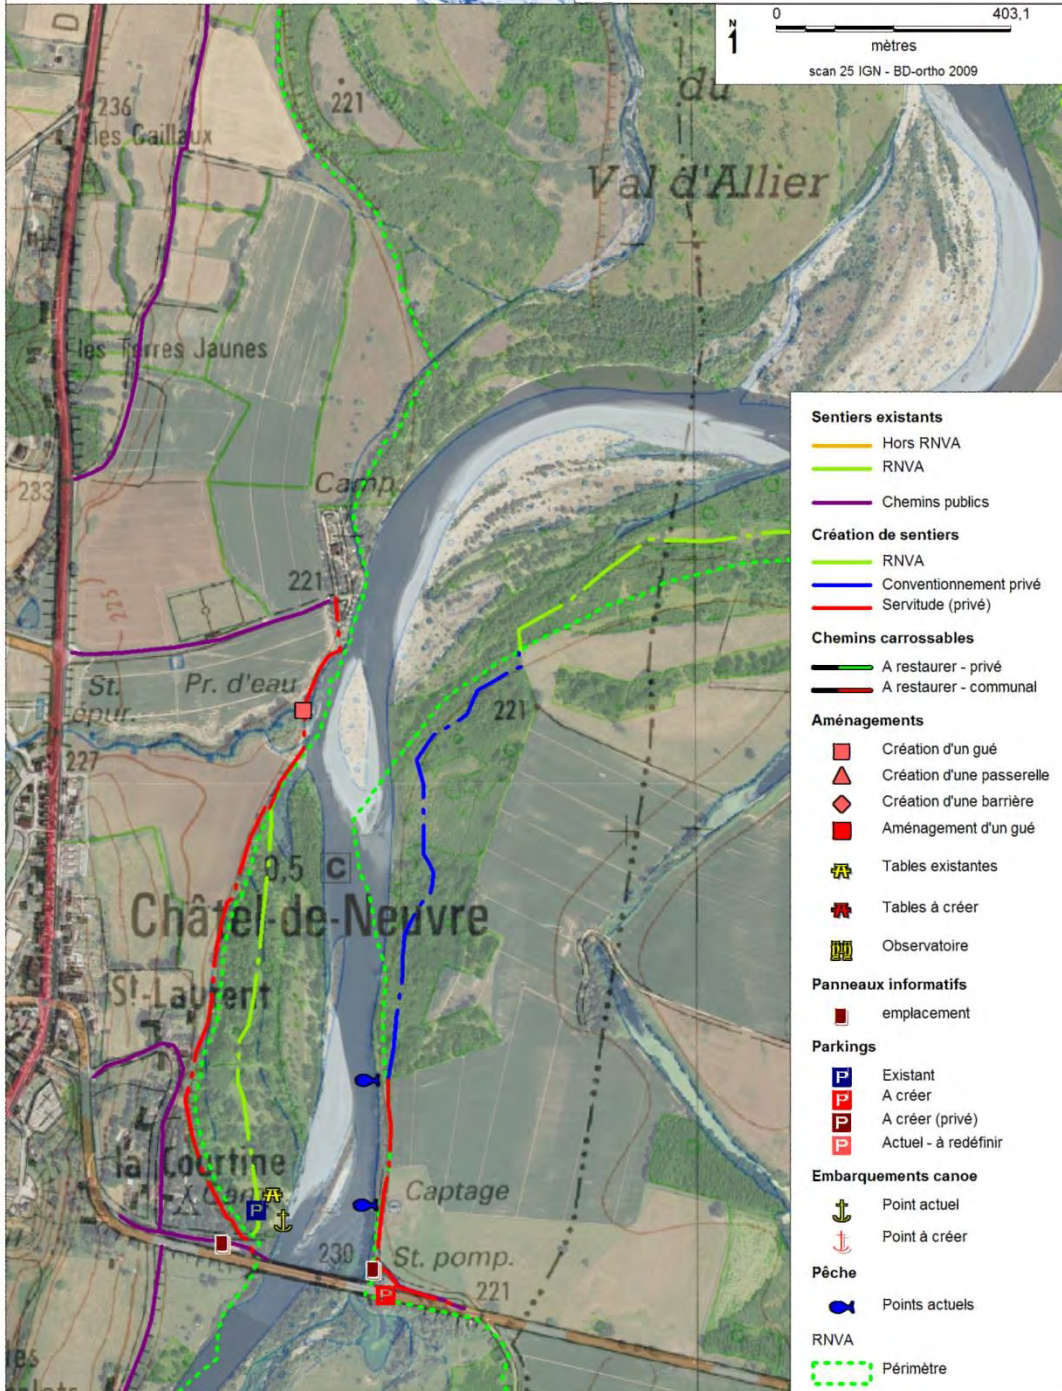 N
0 403,1
mètres
scan 25 IGN - BD-ortho 2009
D
236
les Gaillaux
221
du
Val d'Allier
les Terres Jaunes
233
Camp.
221
225
St.
épur.
Pr. d'eau
221
227
0,5 C
Châtel-de-Neuvre
St-Laurent
la Courtine
Camp.
Captage
P
230
St. pomp.
221
P
Sentiers existants
Hors RNVA
RNVA
Chemins publics
Création de sentiers
RNVA
Conventionnement privé
Servitude (privé)
Chemins carrossables
A restaurer - privé
A restaurer - communal
Aménagements
Création d'un gué
Création d'une passerelle
Création d'une barrière
Aménagement d'un gué
Tables existantes
Tables à créer
Observatoire
Panneaux informatifs
emplacement
Parkings
P Existant
P A créer
P A créer (privé)
P Actuel - à redéfinir
Embarquements canoe
Point actuel
Point à créer
Pêche
Points actuels
RNVA
Périmètre